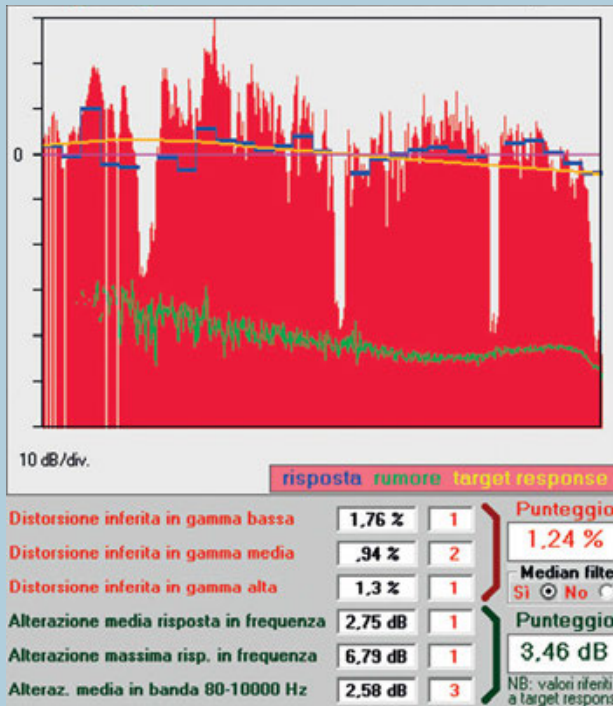 0
10 dB/div.
risposta rumore target response
Distorsione inferita in gamma bassa 1,76 % 1
Distorsione inferita in gamma media ,94 % 2
Distorsione inferita in gamma alta 1,3 % 1
Punteggio
1,24 %
Median filte
Sì No
Alterazione media risposta in frequenza 2,75 dB 1
Alterazione massima risp. in frequenza 6,79 dB 1
Alteraz. media in banda 80-10000 Hz 2,58 dB 3
Punteggio
3,46 dB
NB: valori riferiti
a target respons